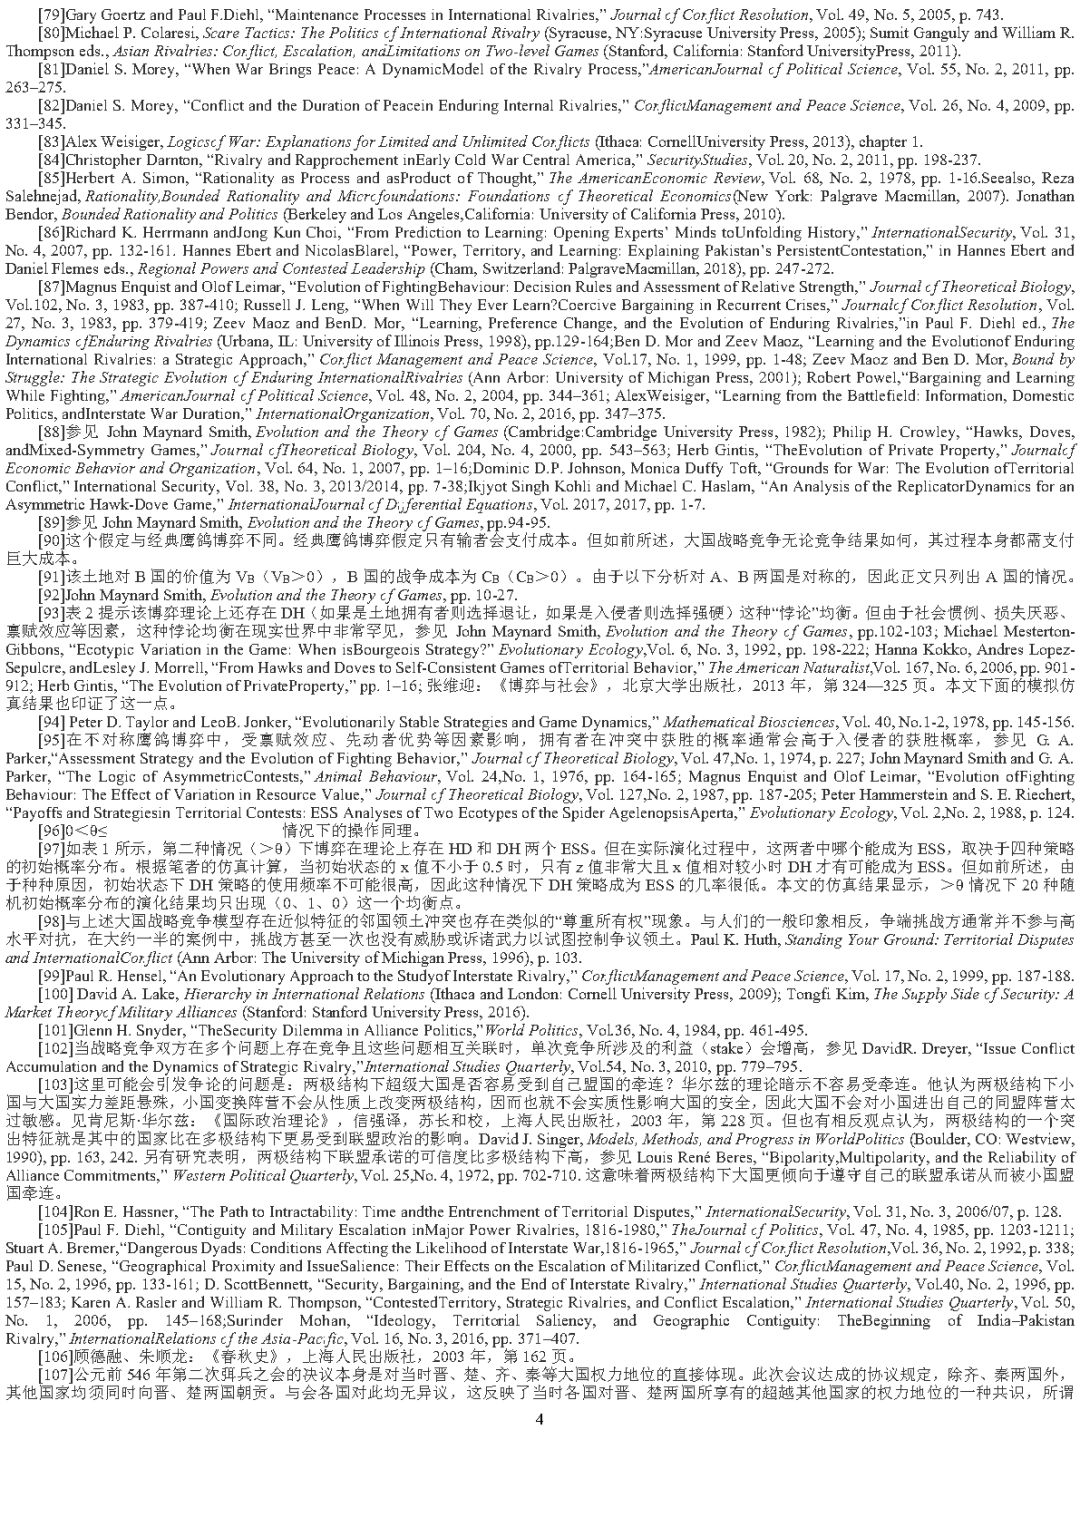 [79]Gary Goertz and Paul F.Diehl, “Maintenance Processes in International Rivalries,” Journal cf Conflict Resolution, Vol. 49, No. 5, 2005, p. 743.
[80]Michael P. Colaresi, Scare Tactics: The Politics cf International Rivalry (Syracuse, NY:Syracuse University Press, 2005); Sumit Ganguly and William R.
Thompson eds., Asian Rivalries: Conflict, Escalation, andLimitations on Two-level Games (Stanford, California: Stanford UniversityPress, 2011).
[81]Daniel S. Morey, “When War Brings Peace: A DynamicModel of the Rivalry Process,”AmericanJournal cf Political Science, Vol. 55, No. 2, 2011, pp.
263–275.
[82]Daniel S. Morey, “Conflict and the Duration of Peacein Enduring Internal Rivalries,” ConflictManagement and Peace Science, Vol. 26, No. 4, 2009, pp.
331–345.
[83]Alex Weisiger, Logicscf War: Explanations for Limited and Unlimited Conflicts (Ithaca: CornellUniversity Press, 2013), chapter 1.
[84]Christopher Darnton, “Rivalry and Rapprochement inEarly Cold War Central America,” SecurityStudies, Vol. 20, No. 2, 2011, pp. 198-237.
[85]Herbert A. Simon, “Rationality as Process and asProduct of Thought,” The AmericanEconomic Review, Vol. 68, No. 2, 1978, pp. 1-16.Seealso, Reza
Salehnejad, Rationality,Bounded Rationality and Microfoundations: Foundations cf Theoretical Economics(New York: Palgrave Macmillan, 2007). Jonathan
Bendor, Bounded Rationality and Politics (Berkeley and Los Angeles,California: University of California Press, 2010).
[86]Richard K. Herrmann andJong Kun Choi, “From Prediction to Learning: Opening Experts’ Minds toUnfolding History,” InternationalSecurity, Vol. 31,
No. 4, 2007, pp. 132-161. Hannes Ebert and NicolasBlarel, “Power, Territory, and Learning: Explaining Pakistan’s PersistentContestation,” in Hannes Ebert and
Daniel Flemes eds., Regional Powers and Contested Leadership (Cham, Switzerland: PalgraveMacmillan, 2018), pp. 247-272.
[87]Magnus Enquist and Olof Leimar, “Evolution of FightingBehaviour: Decision Rules and Assessment of Relative Strength,” Journal cf Theoretical Biology,
Vol.102, No. 3, 1983, pp. 387-410; Russell J. Leng, “When Will They Ever Learn?Coercive Bargaining in Recurrent Crises,” Journalcf Conflict Resolution, Vol.
27, No. 3, 1983, pp. 379-419; Zeev Maoz and BenD. Mor, “Learning, Preference Change, and the Evolution of Enduring Rivalries,”in Paul F. Diehl ed., The
Dynamics cfEnduring Rivalries (Urbana, IL: University of Illinois Press, 1998), pp.129-164;Ben D. Mor and Zeev Maoz, “Learning and the Evolutionof Enduring
International Rivalries: a Strategic Approach,” Conflict Management and Peace Science, Vol.17, No. 1, 1999, pp. 1-48; Zeev Maoz and Ben D. Mor, Bound by
Struggle: The Strategic Evolution cf Enduring InternationalRivalries (Ann Arbor: University of Michigan Press, 2001); Robert Powel,“Bargaining and Learning
While Fighting,” AmericanJournal cf Political Science, Vol. 48, No. 2, 2004, pp. 344–361; AlexWeisiger, “Learning from the Battlefield: Information, Domestic
Politics, andInterstate War Duration,” InternationalOrganization, Vol. 70, No. 2, 2016, pp. 347–375.
[88]参见 John Maynard Smith, Evolution and the Theory cf Games (Cambridge:Cambridge University Press, 1982); Philip H. Crowley, “Hawks, Doves,
andMixed-Symmetry Games,” Journal cfTheoretical Biology, Vol. 204, No. 4, 2000, pp. 543–563; Herb Gintis, “TheEvolution of Private Property,” Journalcf
Economic Behavior and Organization, Vol. 64, No. 1, 2007, pp. 1–16;Dominic D.P. Johnson, Monica Duffy Toft, “Grounds for War: The Evolution ofTerritorial
Conflict,” International Security, Vol. 38, No. 3, 2013/2014, pp. 7-38;Ikjyot Singh Kohli and Michael C. Haslam, “An Analysis of the ReplicatorDynamics for an
Asymmetric Hawk-Dove Game,” InternationalJournal cf Differential Equations, Vol. 2017, 2017, pp. 1-7.
[89]参见 John Maynard Smith, Evolution and the Theory cf Games, pp.94-95.
[90]这个假定与经典鹰鸽博弈不同。经典鹰鸽博弈假定只有输者会支付成本。但如前所述，大国战略竞争无论竞争结果如何，其过程本身都需支付
巨大成本。
[91]该土地对 B 国的价值为 VB（VB＞0），B 国的战争成本为 CB（CB＞0）。由于以下分析对 A、B 两国是对称的，因此正文只列出 A 国的情况。
[92]John Maynard Smith, Evolution and the Theory cf Games, pp. 10-27.
[93]表 2 提示该博弈理论上还存在 DH（如果是土地拥有者则选择退让，如果是入侵者则选择强硬）这种“悖论”均衡。但由于社会惯例、损失厌恶、
禀赋效应等因素，这种悖论均衡在现实世界中非常罕见，参见 John Maynard Smith, Evolution and the Theory cf Games, pp.102-103; Michael Mesterton-
Gibbons, “Ecotypic Variation in the Game: When isBourgeois Strategy?” Evolutionary Ecology,Vol. 6, No. 3, 1992, pp. 198-222; Hanna Kokko, Andres Lopez-
Sepulcre, andLesley J. Morrell, “From Hawks and Doves to Self-Consistent Games ofTerritorial Behavior,” The American Naturalist,Vol. 167, No. 6, 2006, pp. 901-
912; Herb Gintis, “The Evolution of PrivateProperty,” pp. 1–16; 张维迎：《博弈与社会》，北京大学出版社，2013 年，第 324—325 页。本文下面的模拟仿
真结果也印证了这一点。
[94] Peter D. Taylor and LeoB. Jonker, “Evolutionarily Stable Strategies and Game Dynamics,” Mathematical Biosciences, Vol. 40, No.1-2, 1978, pp. 145-156.
[95]在不对称鹰鸽博弈中，受禀赋效应、先动者优势等因素影响，拥有者在冲突中获胜的概率通常会高于入侵者的获胜概率，参见 G. A.
Parker,“Assessment Strategy and the Evolution of Fighting Behavior,” Journal cf Theoretical Biology, Vol. 47,No. 1, 1974, p. 227; John Maynard Smith and G. A.
Parker, “The Logic of AsymmetricContests,” Animal Behaviour, Vol. 24,No. 1, 1976, pp. 164-165; Magnus Enquist and Olof Leimar, “Evolution ofFighting
Behaviour: The Effect of Variation in Resource Value,” Journal cf Theoretical Biology, Vol. 127,No. 2, 1987, pp. 187-205; Peter Hammerstein and S. E. Riechert,
“Payoffs and Strategiesin Territorial Contests: ESS Analyses of Two Ecotypes of the Spider AgelenopsisAperta,” Evolutionary Ecology, Vol. 2,No. 2, 1988, p. 124.
[96]0＜θ≤ 情况下的操作同理。
[97]如表 1 所示，第二种情况（＞θ）下博弈在理论上存在 HD 和 DH 两个 ESS。但在实际演化过程中，这两者中哪个能成为 ESS，取决于四种策略
的初始概率分布。根据笔者的仿真计算，当初始状态的 x 值不小于 0.5 时，只有 z 值非常大且 x 值相对较小时 DH 才有可能成为 ESS。但如前所述，由
于种种原因，初始状态下 DH 策略的使用频率不可能很高，因此这种情况下 DH 策略成为 ESS 的几率很低。本文的仿真结果显示，＞θ 情况下 20 种随
机初始概率分布的演化结果均只出现（0、1、0）这一个均衡点。
[98]与上述大国战略竞争模型存在近似特征的邻国领土冲突也存在类似的“尊重所有权”现象。与人们的一般印象相反，争端挑战方通常并不参与高
水平对抗，在大约一半的案例中，挑战方甚至一次也没有威胁或诉诸武力以试图控制争议领土。Paul K. Huth, Standing Your Ground: Territorial Disputes
and InternationalConflict (Ann Arbor: The University of Michigan Press, 1996), p. 103.
[99]Paul R. Hensel, “An Evolutionary Approach to the Studyof Interstate Rivalry,” ConflictManagement and Peace Science, Vol. 17, No. 2, 1999, pp. 187-188.
[100] David A. Lake, Hierarchy in International Relations (Ithaca and London: Cornell University Press, 2009); Tongfi Kim, The Supply Side cf Security: A
Market Theorycf Military Alliances (Stanford: Stanford University Press, 2016).
[101]Glenn H. Snyder, “TheSecurity Dilemma in Alliance Politics,”World Politics, Vol.36, No. 4, 1984, pp. 461-495.
[102]当战略竞争双方在多个问题上存在竞争且这些问题相互关联时，单次竞争所涉及的利益（stake）会增高，参见 DavidR. Dreyer, “Issue Conflict
Accumulation and the Dynamics of Strategic Rivalry,”International Studies Quarterly, Vol.54, No. 3, 2010, pp. 779–795.
[103]这里可能会引发争论的问题是：两极结构下超级大国是否容易受到自己盟国的牵连？华尔兹的理论暗示不容易受牵连。他认为两极结构下小
国与大国实力差距悬殊，小国变换阵营不会从性质上改变两极结构，因而也就不会实质性影响大国的安全，因此大国不会对小国进出自己的同盟阵营太
过敏感。见肯尼斯·华尔兹：《国际政治理论》，信强译，苏长和校，上海人民出版社，2003 年，第 228 页。但也有相反观点认为，两极结构的一个突
出特征就是其中的国家比在多极结构下更易受到联盟政治的影响。David J. Singer, Models, Methods, and Progress in WorldPolitics (Boulder, CO: Westview,
1990), pp. 163, 242. 另有研究表明，两极结构下联盟承诺的可信度比多极结构下高，参见 Louis René Beres, “Bipolarity,Multipolarity, and the Reliability of
Alliance Commitments,” Western Political Quarterly, Vol. 25,No. 4, 1972, pp. 702-710. 这意味着两极结构下大国更倾向于遵守自己的联盟承诺从而被小国盟
国牵连。
[104]Ron E. Hassner, “The Path to Intractability: Time andthe Entrenchment of Territorial Disputes,” InternationalSecurity, Vol. 31, No. 3, 2006/07, p. 128.
[105]Paul F. Diehl, “Contiguity and Military Escalation inMajor Power Rivalries, 1816-1980,” TheJournal cf Politics, Vol. 47, No. 4, 1985, pp. 1203-1211;
Stuart A. Bremer,“Dangerous Dyads: Conditions Affecting the Likelihood of Interstate War,1816-1965,” Journal cf Conflict Resolution,Vol. 36, No. 2, 1992, p. 338;
Paul D. Senese, “Geographical Proximity and IssueSalience: Their Effects on the Escalation of Militarized Conflict,” ConflictManagement and Peace Science, Vol.
15, No. 2, 1996, pp. 133-161; D. ScottBennett, “Security, Bargaining, and the End of Interstate Rivalry,” International Studies Quarterly, Vol.40, No. 2, 1996, pp.
157–183; Karen A. Rasler and William R. Thompson, “ContestedTerritory, Strategic Rivalries, and Conflict Escalation,” International Studies Quarterly, Vol. 50,
No. 1, 2006, pp. 145–168;Surinder Mohan, “Ideology, Territorial Saliency, and Geographic Contiguity: TheBeginning of India–Pakistan
Rivalry,” InternationalRelations cf the Asia-Pacific, Vol. 16, No. 3, 2016, pp. 371–407.
[106]顾德融、朱顺龙：《春秋史》，上海人民出版社，2003 年，第 162 页。
[107]公元前 546 年第二次弭兵之会的决议本身是对当时晋、楚、齐、秦等大国权力地位的直接体现。此次会议达成的协议规定，除齐、秦两国外，
其他国家均须同时向晋、楚两国朝贡。与会各国对此均无异议，这反映了当时各国对晋、楚两国所享有的超越其他国家的权力地位的一种共识，所谓
4